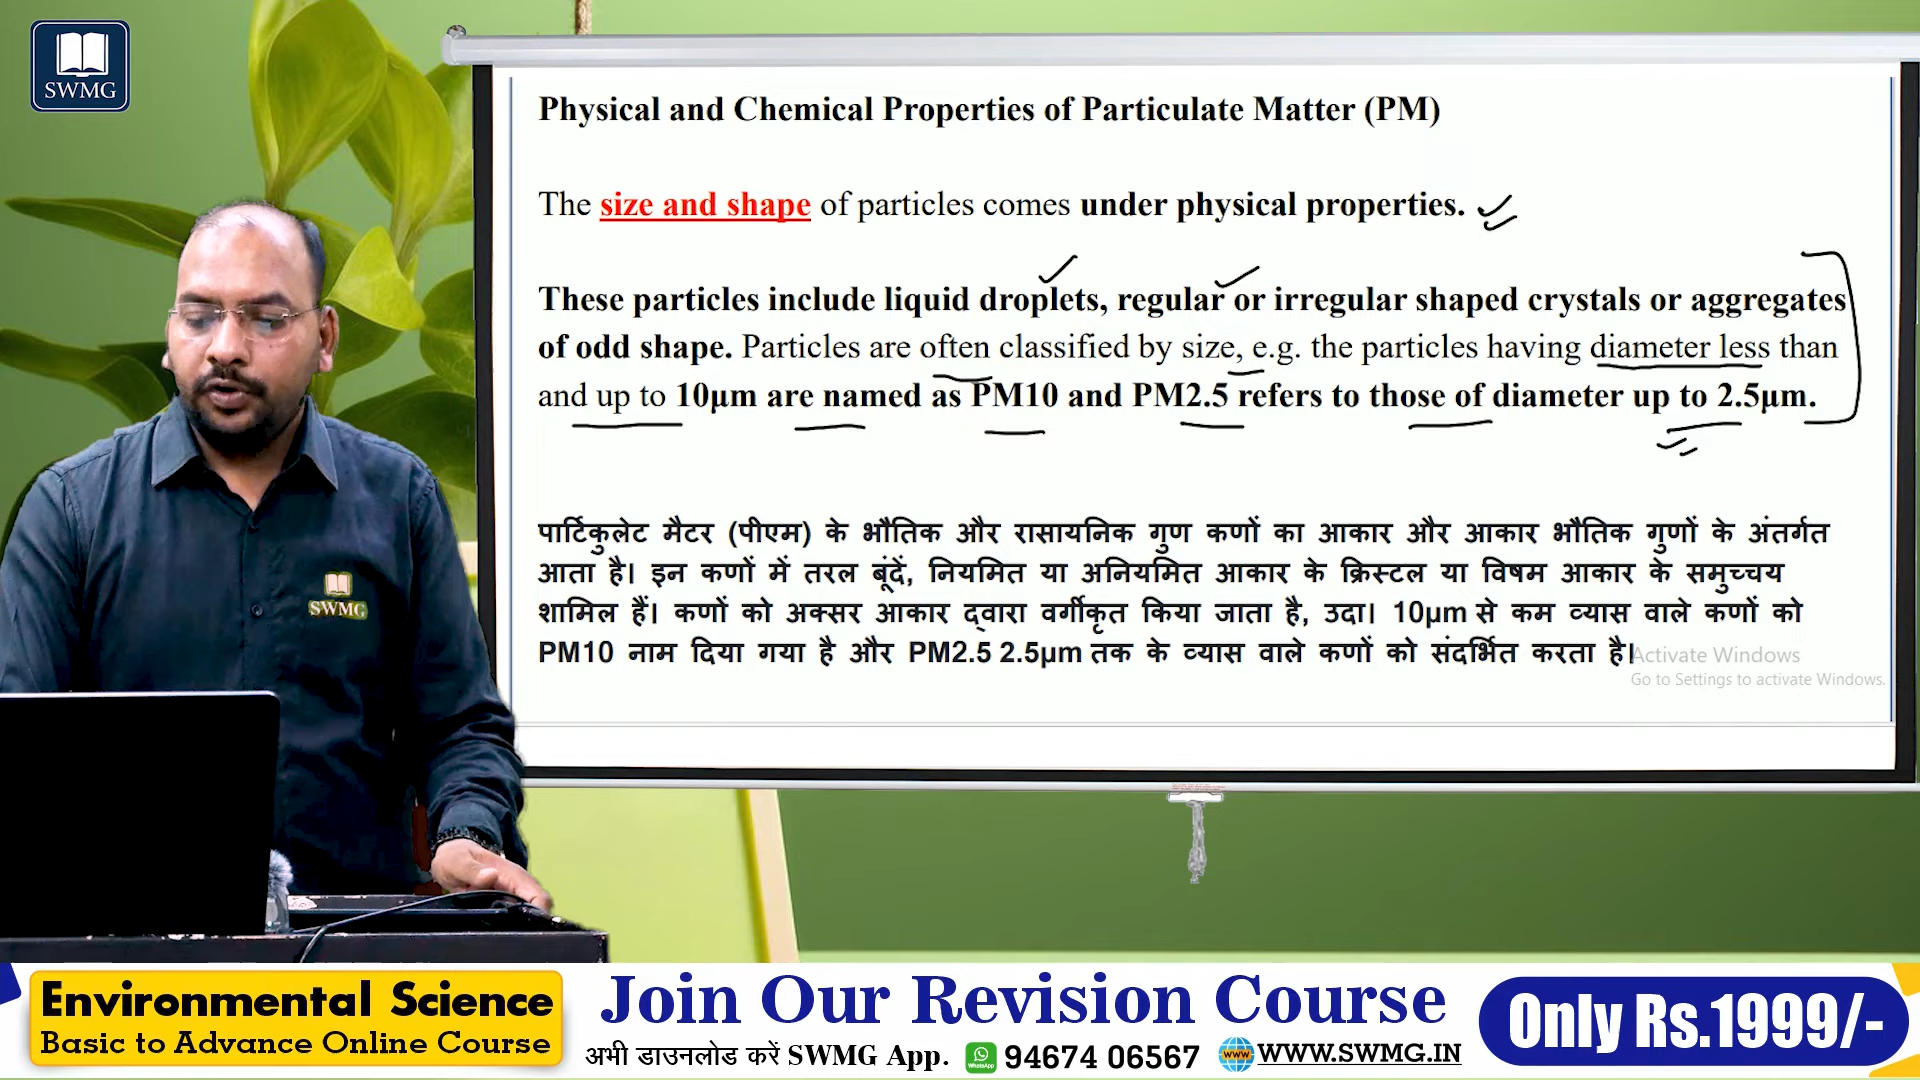 SWMG
Physical and Chemical Properties of Particulate Matter (PM)
The size and shape of particles comes under physical properties.
These particles include liquid droplets, regular or irregular shaped crystals or aggregates
of odd shape. Particles are often classified by size, e.g. the particles having diameter less than
and up to 10µm are named as PM10 and PM2.5 refers to those of diameter up to 2.5µm.
पार्टिकुलेट मैटर (पीएम) के भौतिक और रासायनिक गुण कणों का आकार और आकार भौतिक गुणों के अंतर्गत
आता है। इन कणों में तरल बूंदें, नियमित या अनियमित आकार के क्रिस्टल या विषम आकार के समुच्चय
शामिल हैं। कणों को अक्सर आकार द्वारा वर्गीकृत किया जाता है, उदा। 10µm से कम व्यास वाले कणों को
PM10 नाम दिया गया है और PM2.5 2.5µm तक के व्यास वाले कणों को संदर्भित करता है।
Activate Windows
Go to Settings to activate Windows.
SWMG
Environmental Science
Basic to Advance Online Course
Join Our Revision Course
अभी डाउनलोड करें SWMG App.
WhatsApp
94674 06567
www
WWW.SWMG.IN
Only Rs.1999/-